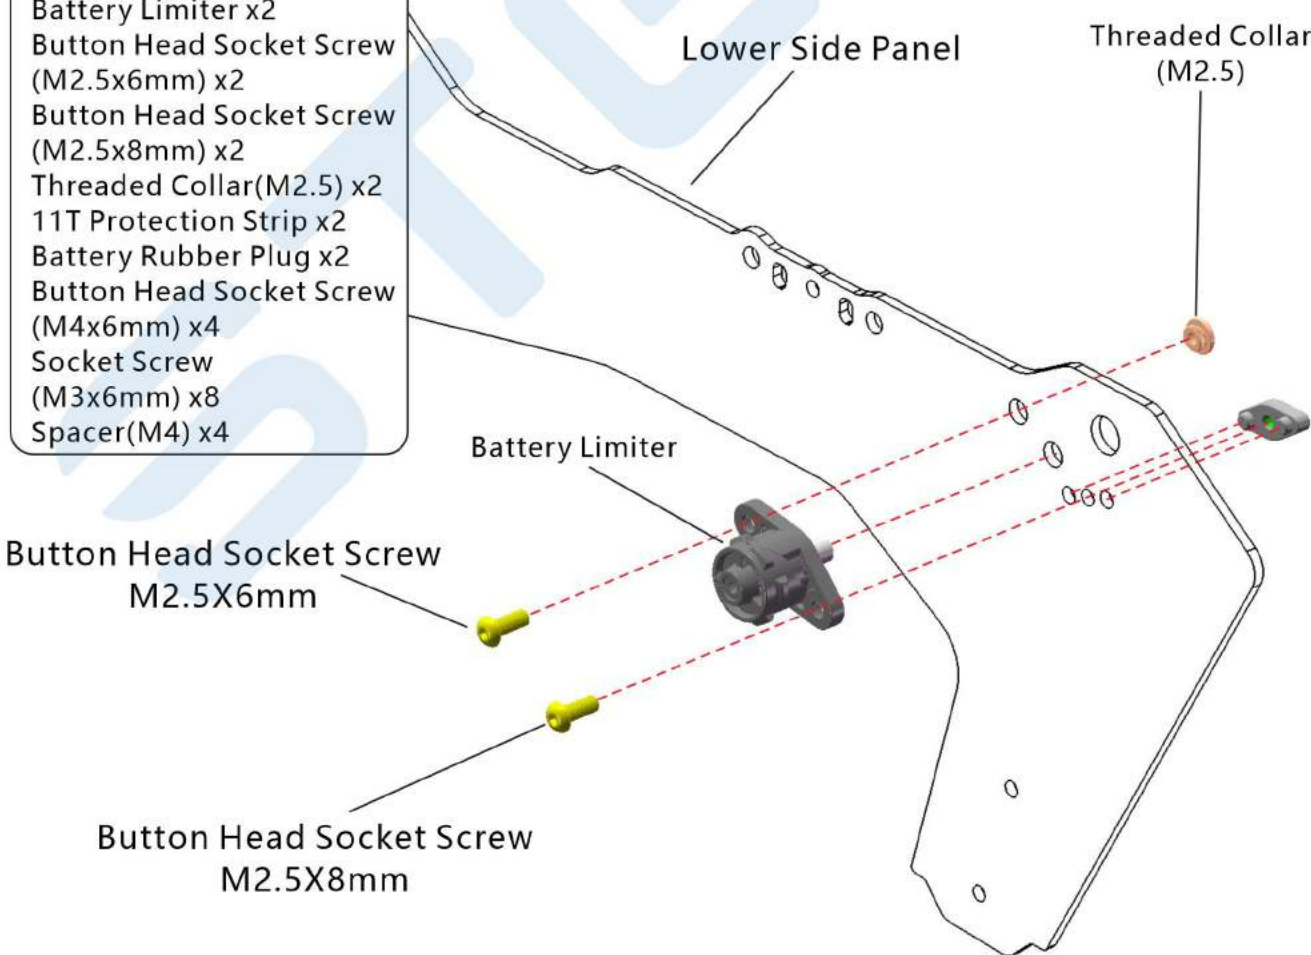 Battery Limiter x2
Button Head Socket Screw
(M2.5x6mm) x2
Button Head Socket Screw
(M2.5x8mm) x2
Threaded Collar(M2.5) x2
11T Protection Strip x2
Battery Rubber Plug x2
Button Head Socket Screw
(M4x6mm) x4
Socket Screw
(M3x6mm) x8
Spacer(M4) x4
Lower Side Panel
Threaded Collar
(M2.5)
Battery Limiter
Button Head Socket Screw
M2.5X6mm
Button Head Socket Screw
M2.5X8mm